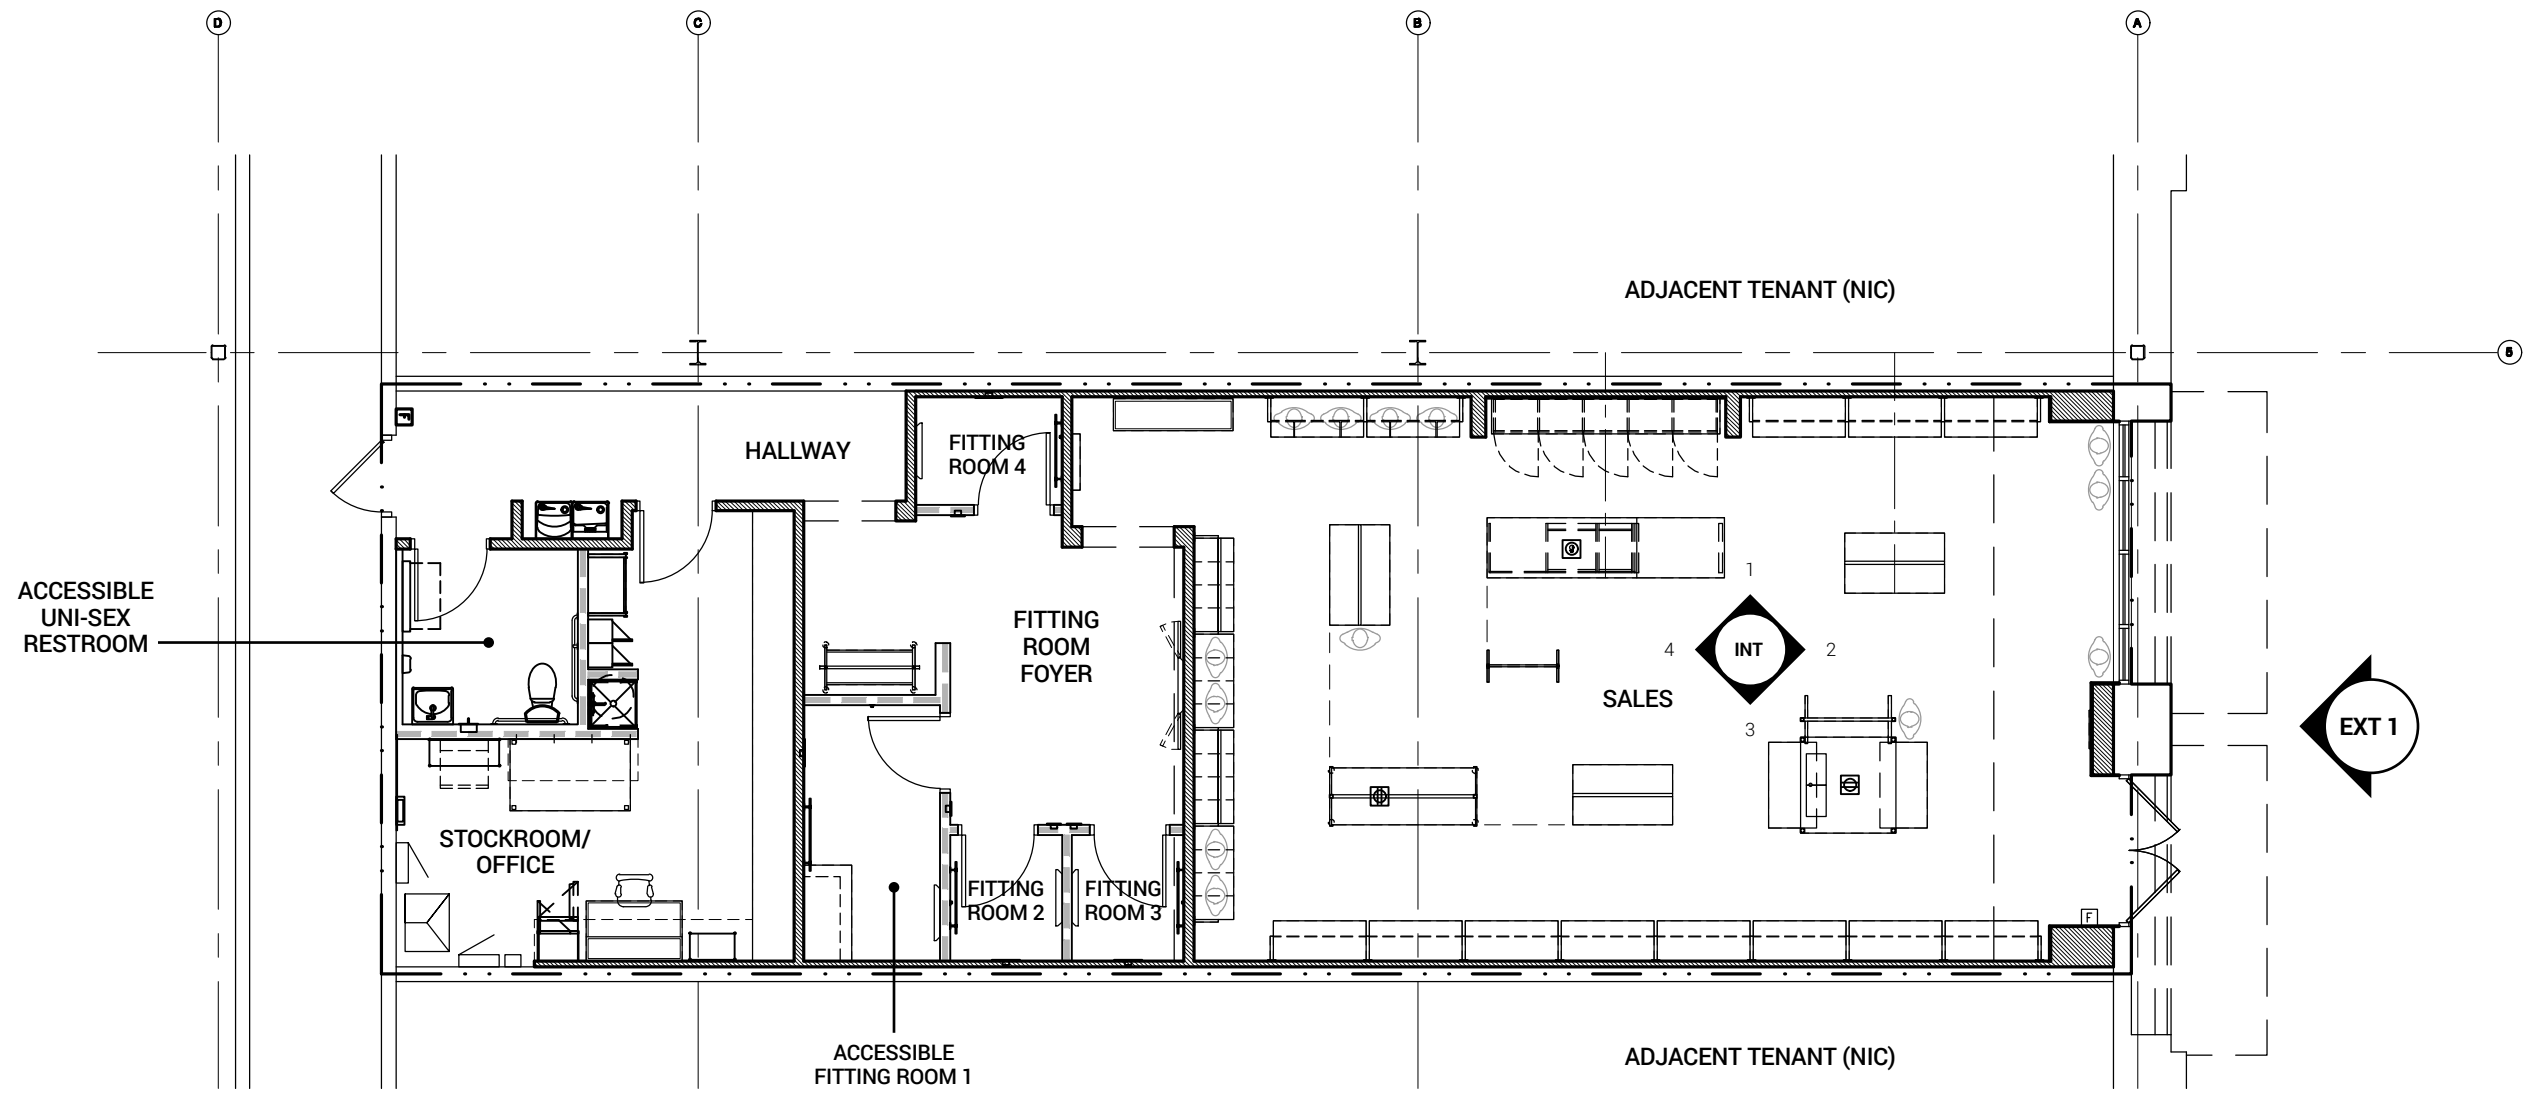 D
C
B
A
ADJACENT TENANT (NIC)
5
F
HALLWAY
FITTING
ROOM 4
ACCESSIBLE
UNI-SEX
RESTROOM
FITTING
ROOM
FOYER
1
4
INT
2
3
SALES
EXT 1
STOCKROOM/
OFFICE
FITTING
ROOM 2
FITTING
ROOM 3
F
ACCESSIBLE
FITTING ROOM 1
ADJACENT TENANT (NIC)